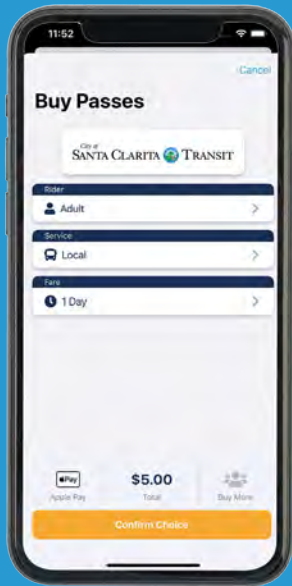 11:52
Cancel
Buy Passes
City of
SANTA CLARITA TRANSIT
Rider
Adult
Service
Local
Fare
1 Day
Pay $5.00
Apple Pay Total Buy More
Confirm Choice